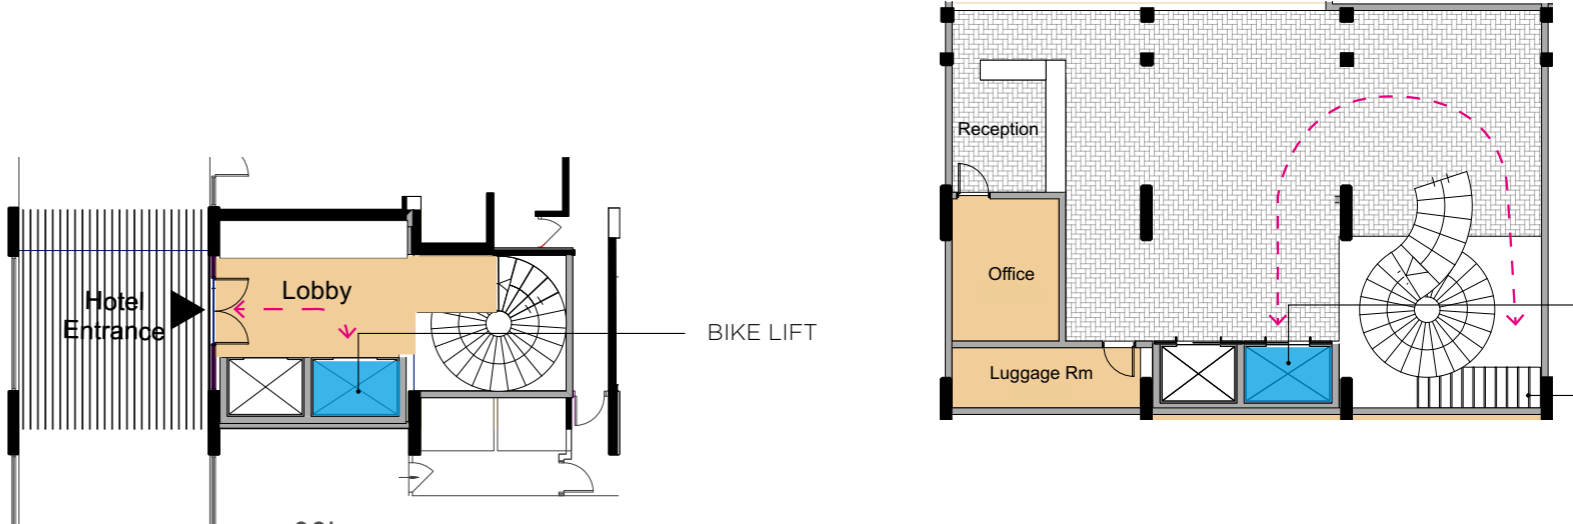 Hotel
Entrance
Lobby
BIKE LIFT
Reception
Office
Luggage Rm